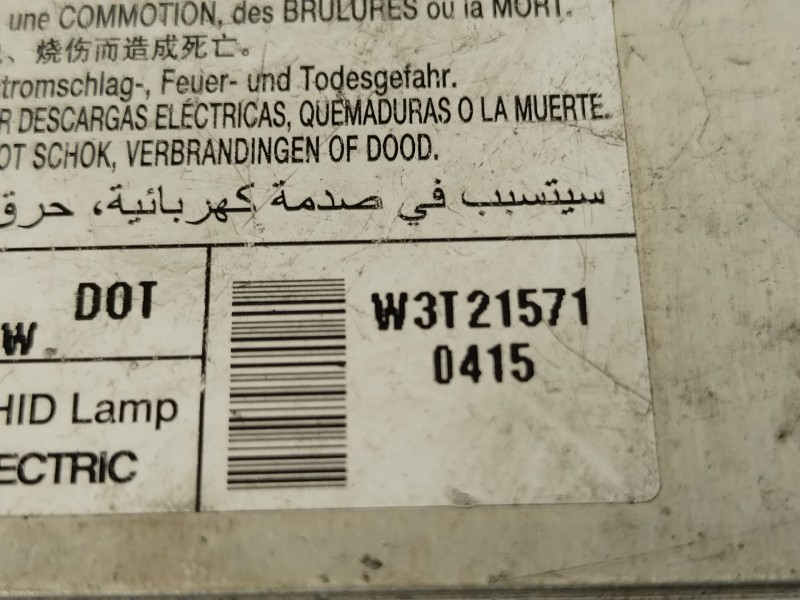 une COMMOTION, des BRULURES ou la MORT.
、烧伤而造成死亡。
tromschlag-, Feuer- und Todesgefahr.
R DESCARGAS ELÉCTRICAS, QUEMADURAS O LA MUERTE.
OT SCHOK, VERBRANDINGEN OF DOOD.
سيتسبب في صدمة كهربائية، حرق
DOT
W
HID Lamp
ECTRIC
W3T21571
0415